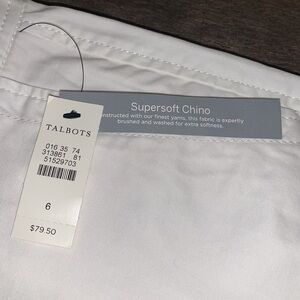 Supersoft Chino
constructed with our finest yarns, this fabric is expertly
brushed and washed for extra softness.
TALBOTS
016 35 74
313861 81
51529703
6
$79.50